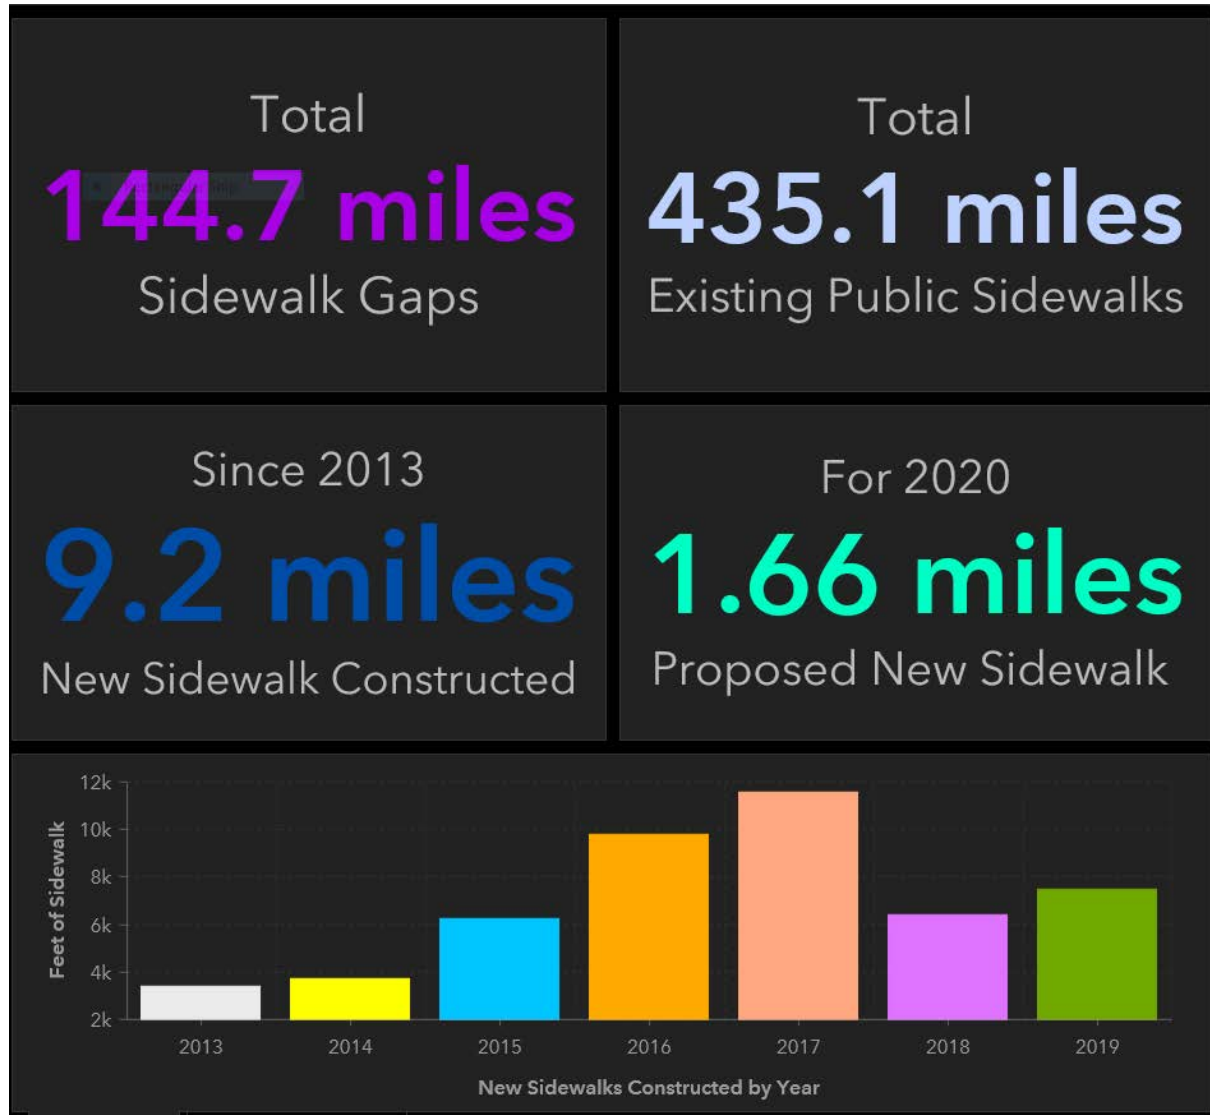 Total
144.7 miles
Sidewalk Gaps
Total
435.1 miles
Existing Public Sidewalks
Since 2013
9.2 miles
New Sidewalk Constructed
For 2020
1.66 miles
Proposed New Sidewalk
12k
10k
8k
6k
4k
2k
Feet of Sidewalk
2013 2014 2015 2016 2017 2018 2019
New Sidewalks Constructed by Year